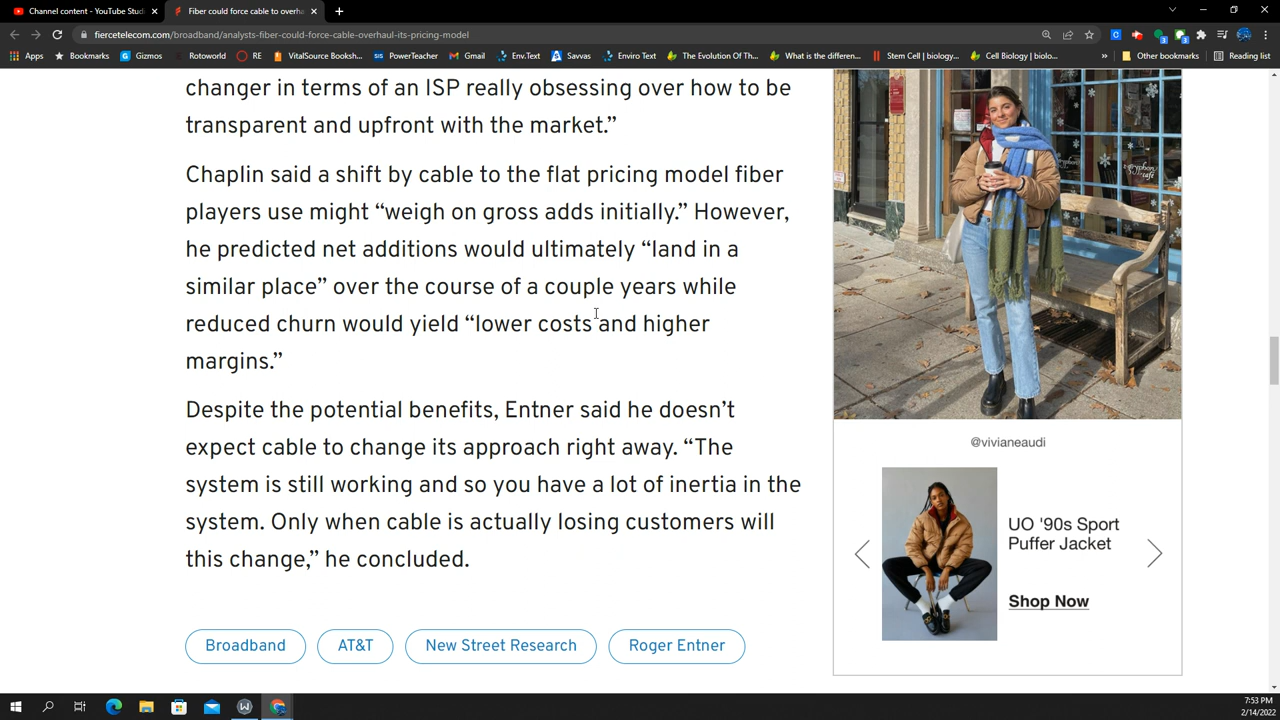 Channel content - YouTube Studi
Fiber could force cable to overha
fiercetelecom.com/broadband/analysts-fiber-could-force-cable-overhaul-its-pricing-model
Apps
Bookmarks
Gizmos
Rotoworld
RE
VitalSource Booksh...
SIS PowerTeacher
Gmail
Env.Text
Savvas
Enviro Text
The Evolution Of Th...
What is the differen...
Stem Cell | biology...
Cell Biology | biolo...
Other bookmarks
Reading list
changer in terms of an ISP really obsessing over how to be
transparent and upfront with the market.”
Chaplin said a shift by cable to the flat pricing model fiber
players use might “weigh on gross adds initially.” However,
he predicted net additions would ultimately “land in a
similar place” over the course of a couple years while
reduced churn would yield “lower costs and higher
margins.”
Despite the potential benefits, Entner said he doesn’t
expect cable to change its approach right away. “The
system is still working and so you have a lot of inertia in the
system. Only when cable is actually losing customers will
this change,” he concluded.
Broadband
AT&T
New Street Research
Roger Entner
@vivianeaudi
UO '90s Sport
Puffer Jacket
Shop Now
7:53 PM
2/14/2022